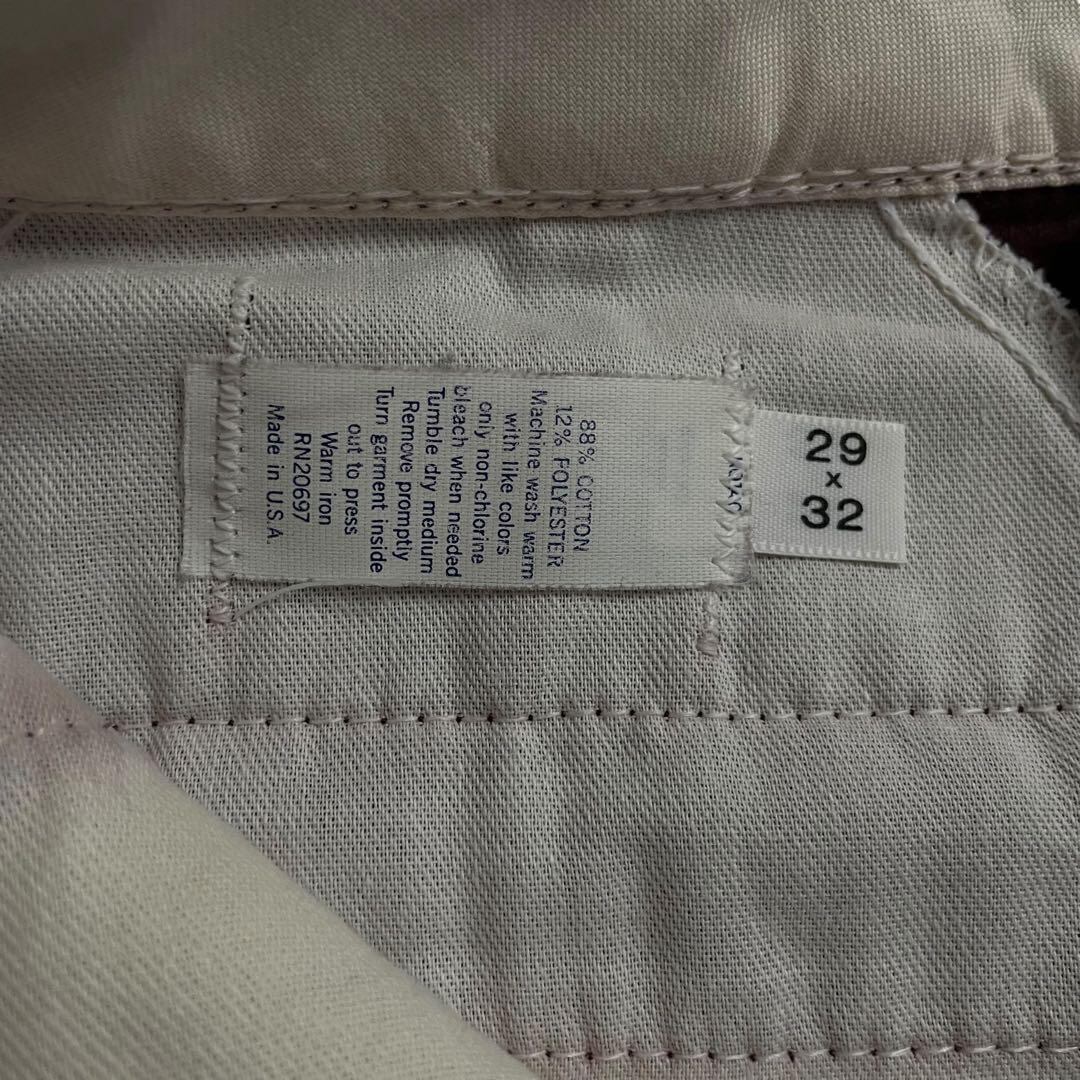 88% COTTON
12% POLYESTER
Machine wash warm
with like colors
only non-chlorine
bleach when needed
Tumble dry medium
Remove promptly
Turn garment inside
out to press
Warm iron
RN20697
Made in U.S.A.
29
×
32